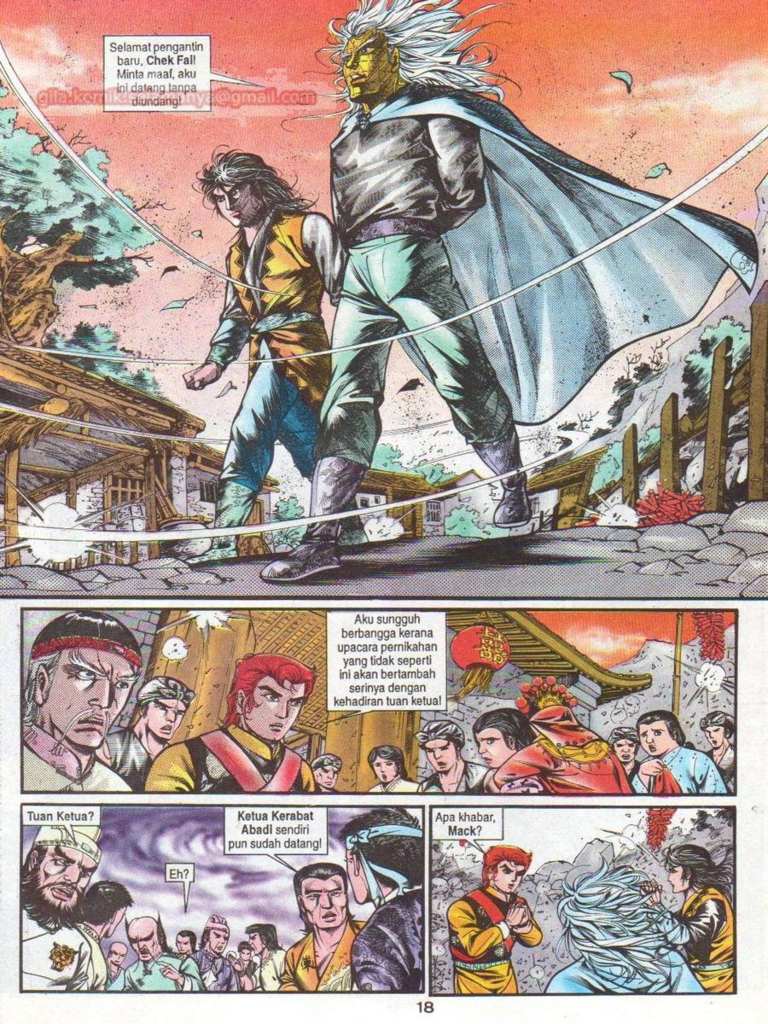 Selamat pengantin
baru, Chek Fal!
Minta maaf, aku
ini datang tanpa
diundang!
Aku sungguh
berbangga kerana
upacara pernikahan
yang tidak seperti
ini akan bertambah
serinya dengan
kehadiran tuan ketua!
Tuan Ketua?
Eh?
Ketua Kerabat
Abadi sendiri
pun sudah datang!
Apa khabar,
Mack?
18